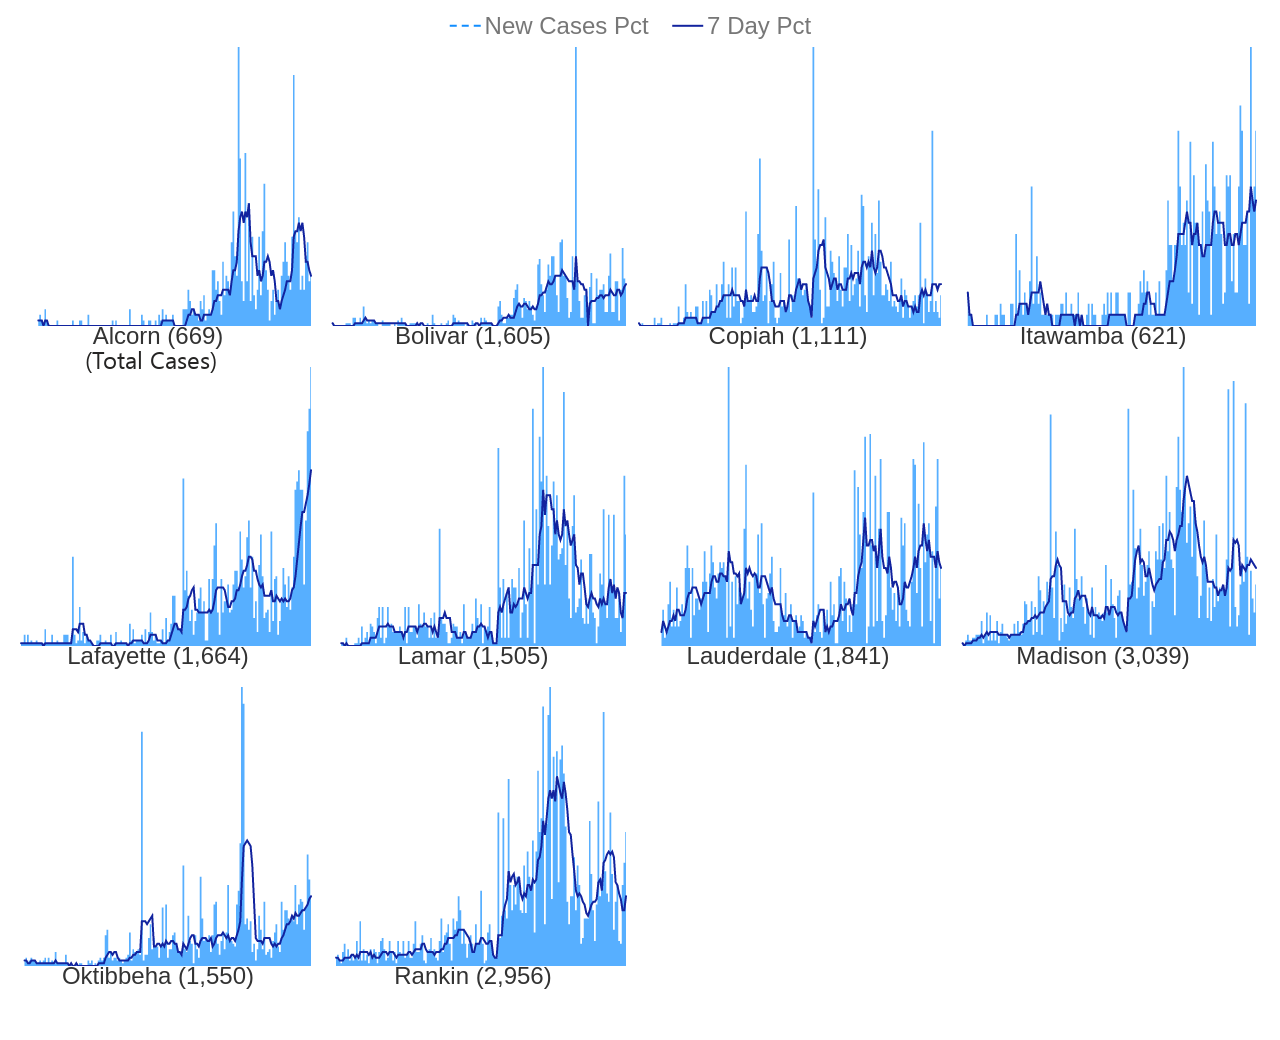 New Cases Pct 7 Day Pct
Alcorn (669)
(Total Cases)
Bolivar (1,605)
Copiah (1,111)
Itawamba (621)
Lafayette (1,664)
Lamar (1,505)
Lauderdale (1,841)
Madison (3,039)
Oktibbeha (1,550)
Rankin (2,956)